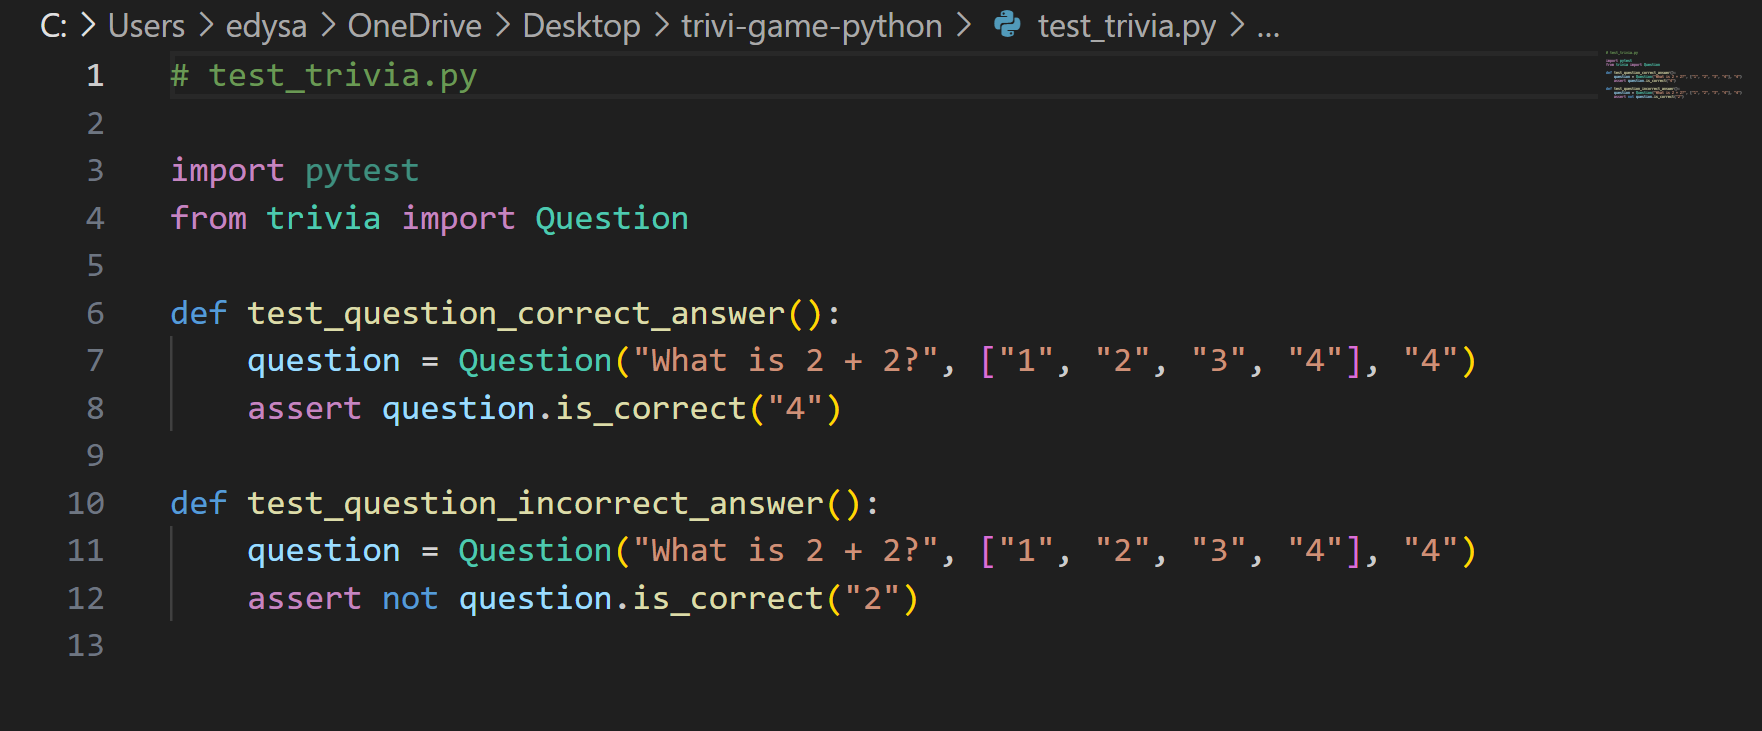 C: > Users > edysa > OneDrive > Desktop > trivi-game-python > test_trivia.py > ...
1 # test_trivia.py
2
3 import pytest
4 from trivia import Question
5
6 def test_question_correct_answer():
7     question = Question("What is 2 + 2?", ["1", "2", "3", "4"], "4")
8     assert question.is_correct("4")
9
10 def test_question_incorrect_answer():
11     question = Question("What is 2 + 2?", ["1", "2", "3", "4"], "4")
12     assert not question.is_correct("2")
13